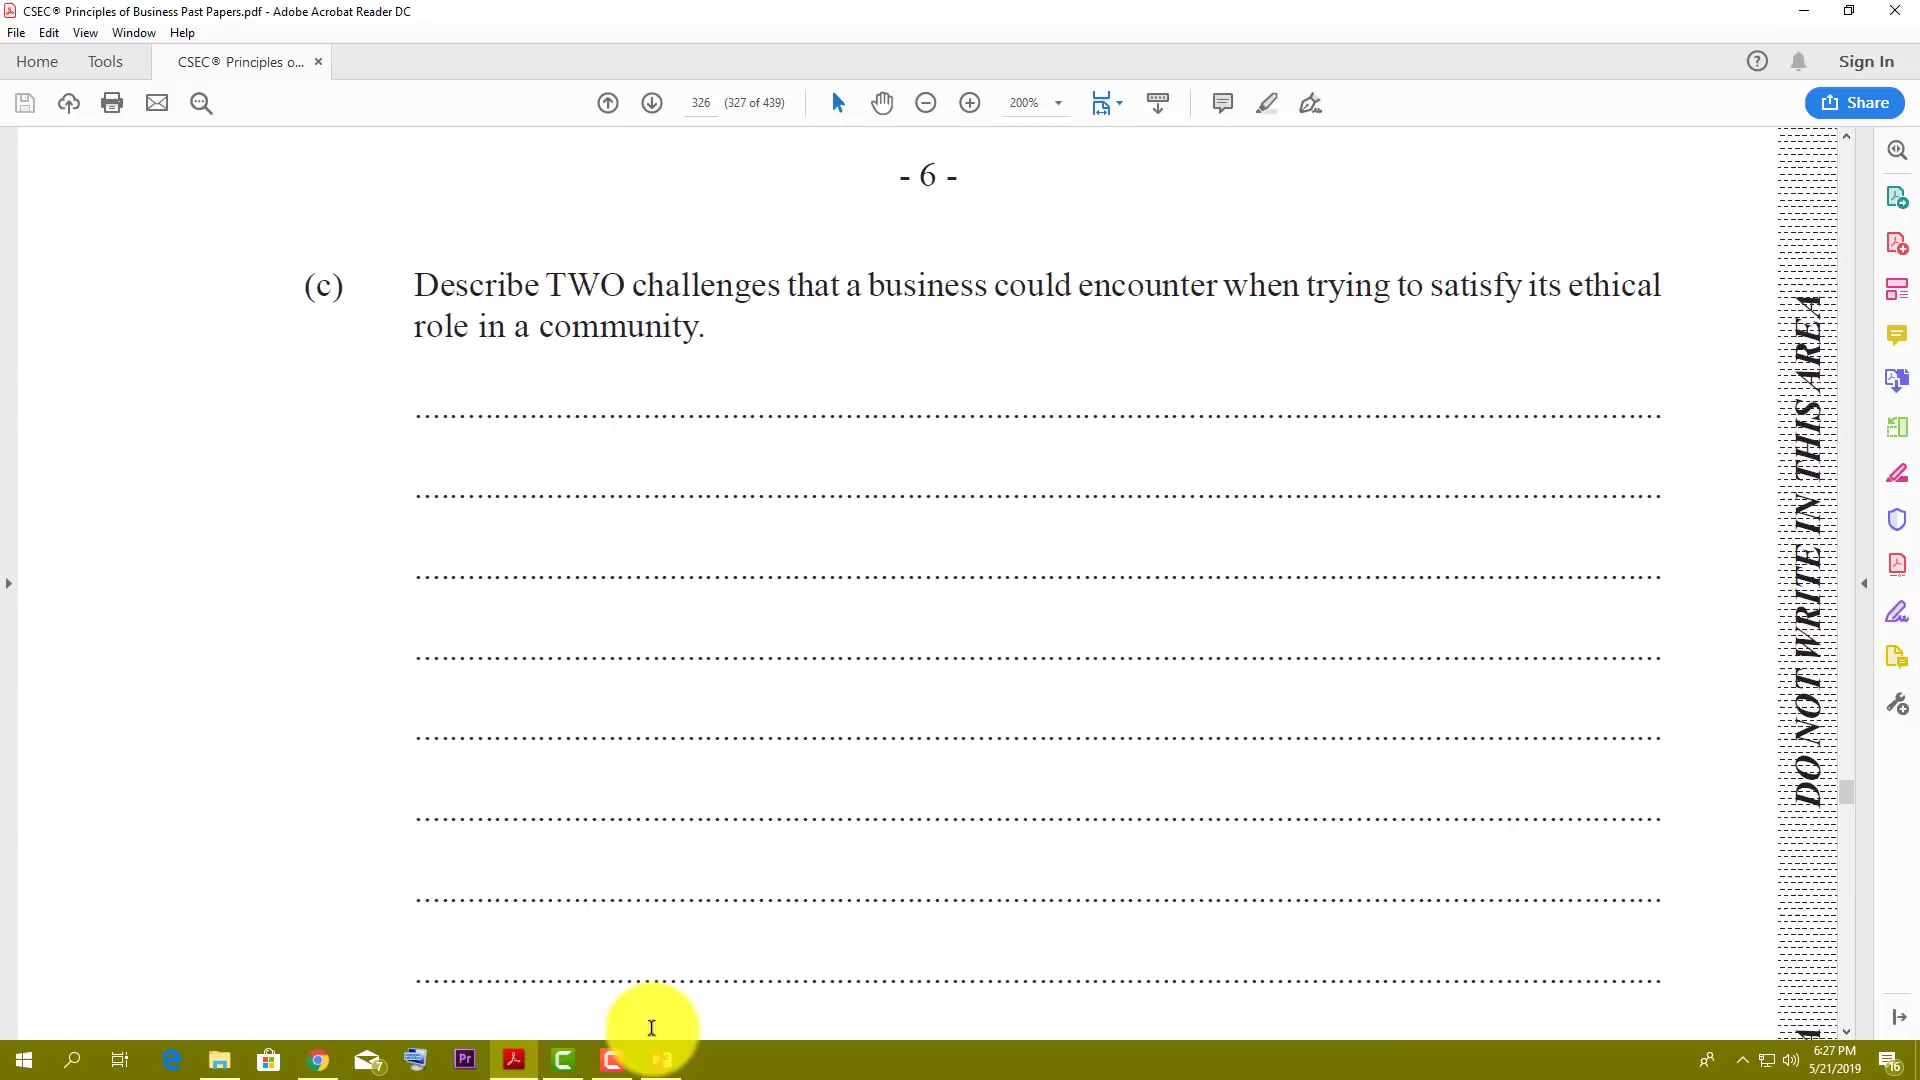 CSEC® Principles of Business Past Papers.pdf - Adobe Acrobat Reader DC
File Edit View Window Help
Home Tools CSEC® Principles o... × Sign In
326 (327 of 439) 200% Share
- 6 -
(c) Describe TWO challenges that a business could encounter when trying to satisfy its ethical
role in a community.
DO NOT WRITE IN THIS AREA
6:27 PM
5/21/2019
7
Pr
16